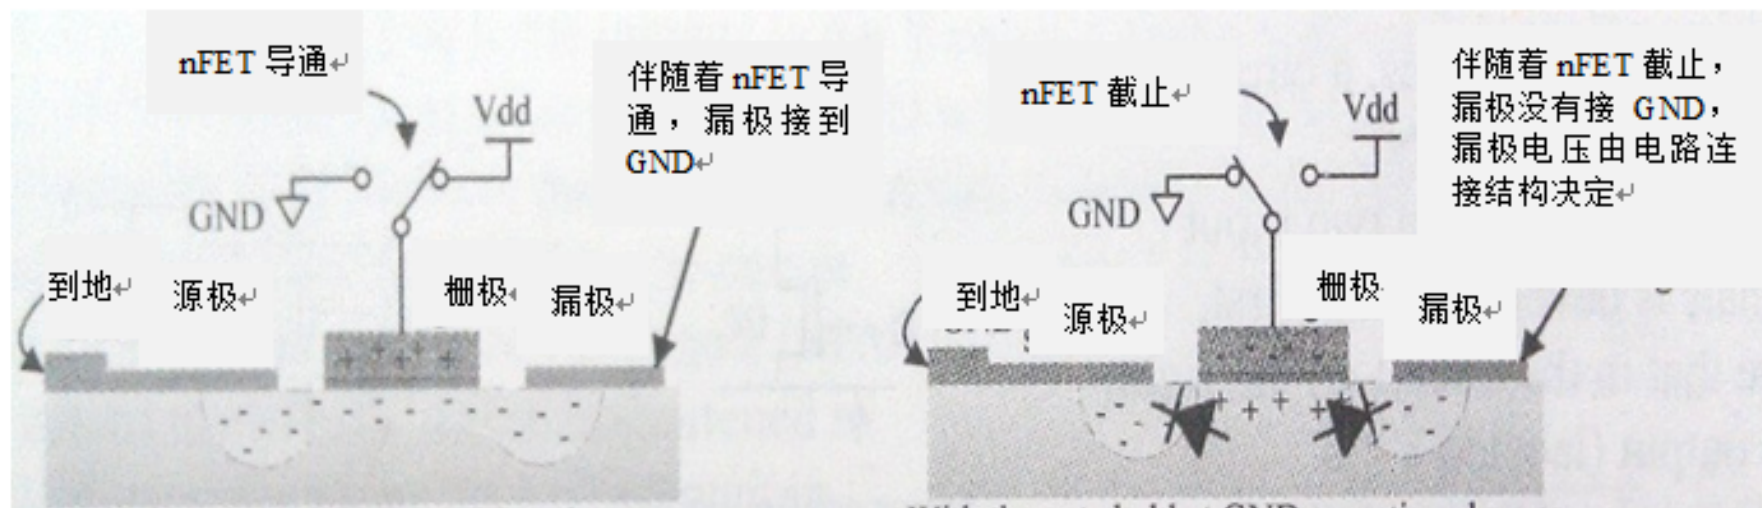 nFET 导通
Vdd
伴随着 nFET 导
通，漏极接到
GND
GND
到地
源极
栅极
漏极
nFET 截止
Vdd
伴随着 nFET 截止，
漏极没有接 GND，
漏极电压由电路连
接结构决定
GND
到地
源极
栅极
漏极